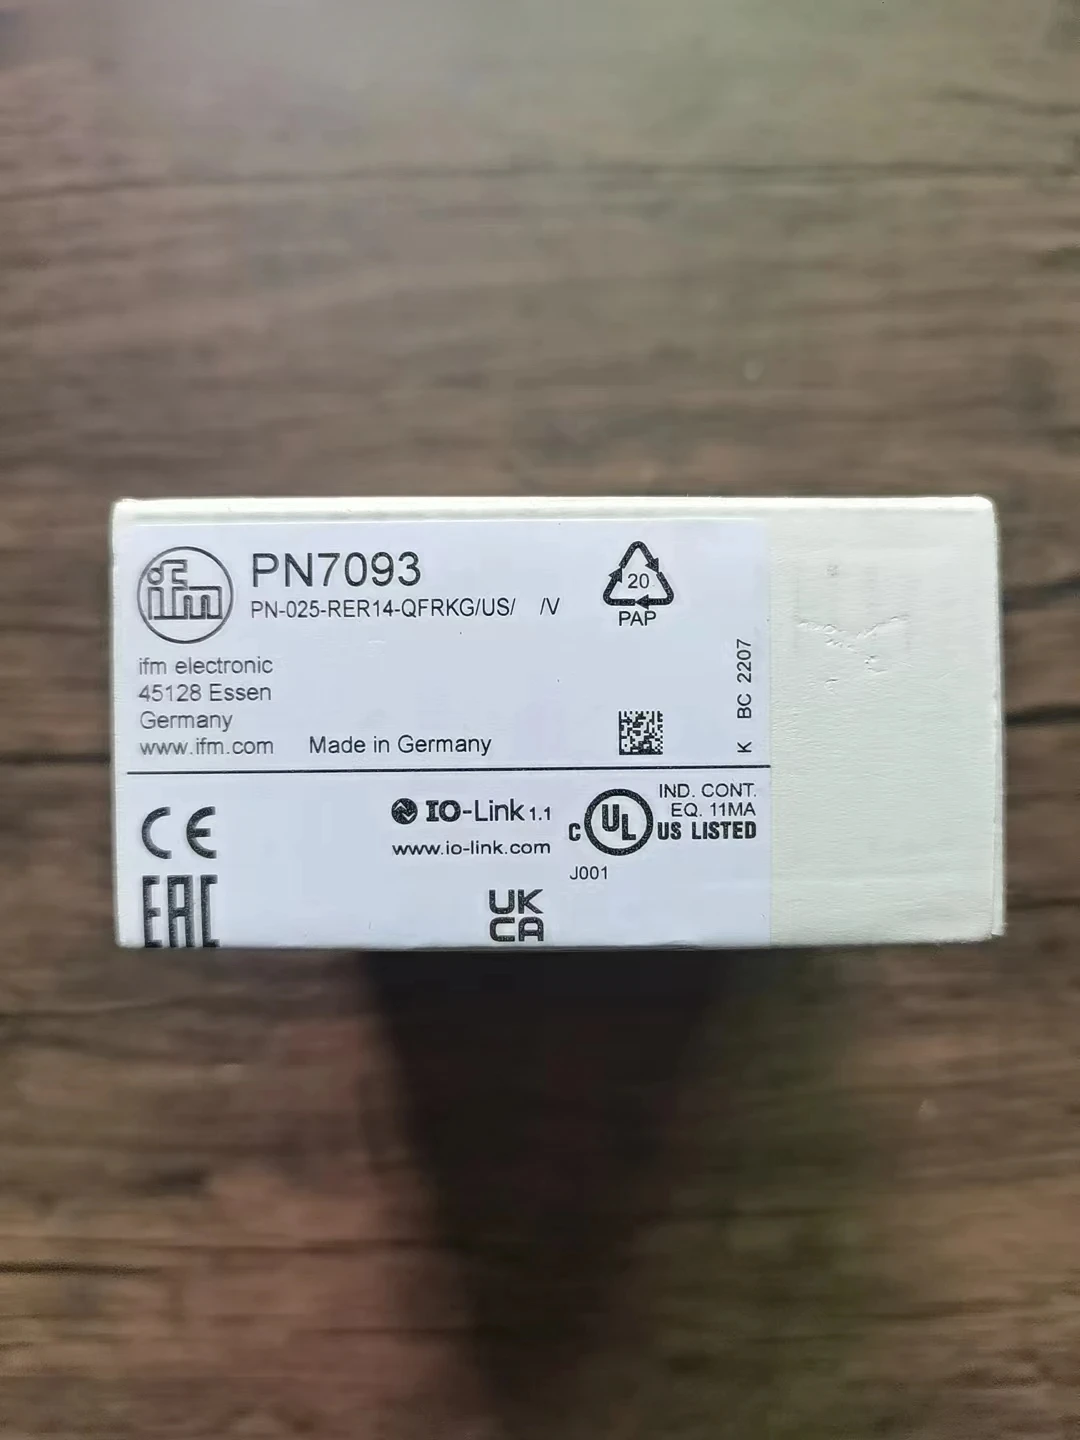 ifm
PN7093
PN-025-RER14-QFRKG/US/ /V
20
PAP
ifm electronic
45128 Essen
Germany
www.ifm.com
Made in Germany
K BC 2207
CE
EAC
IO-Link 1.1
www.io-link.com
C UL US LISTED
IND. CONT.
EQ. 11MA
J001
UK
CA